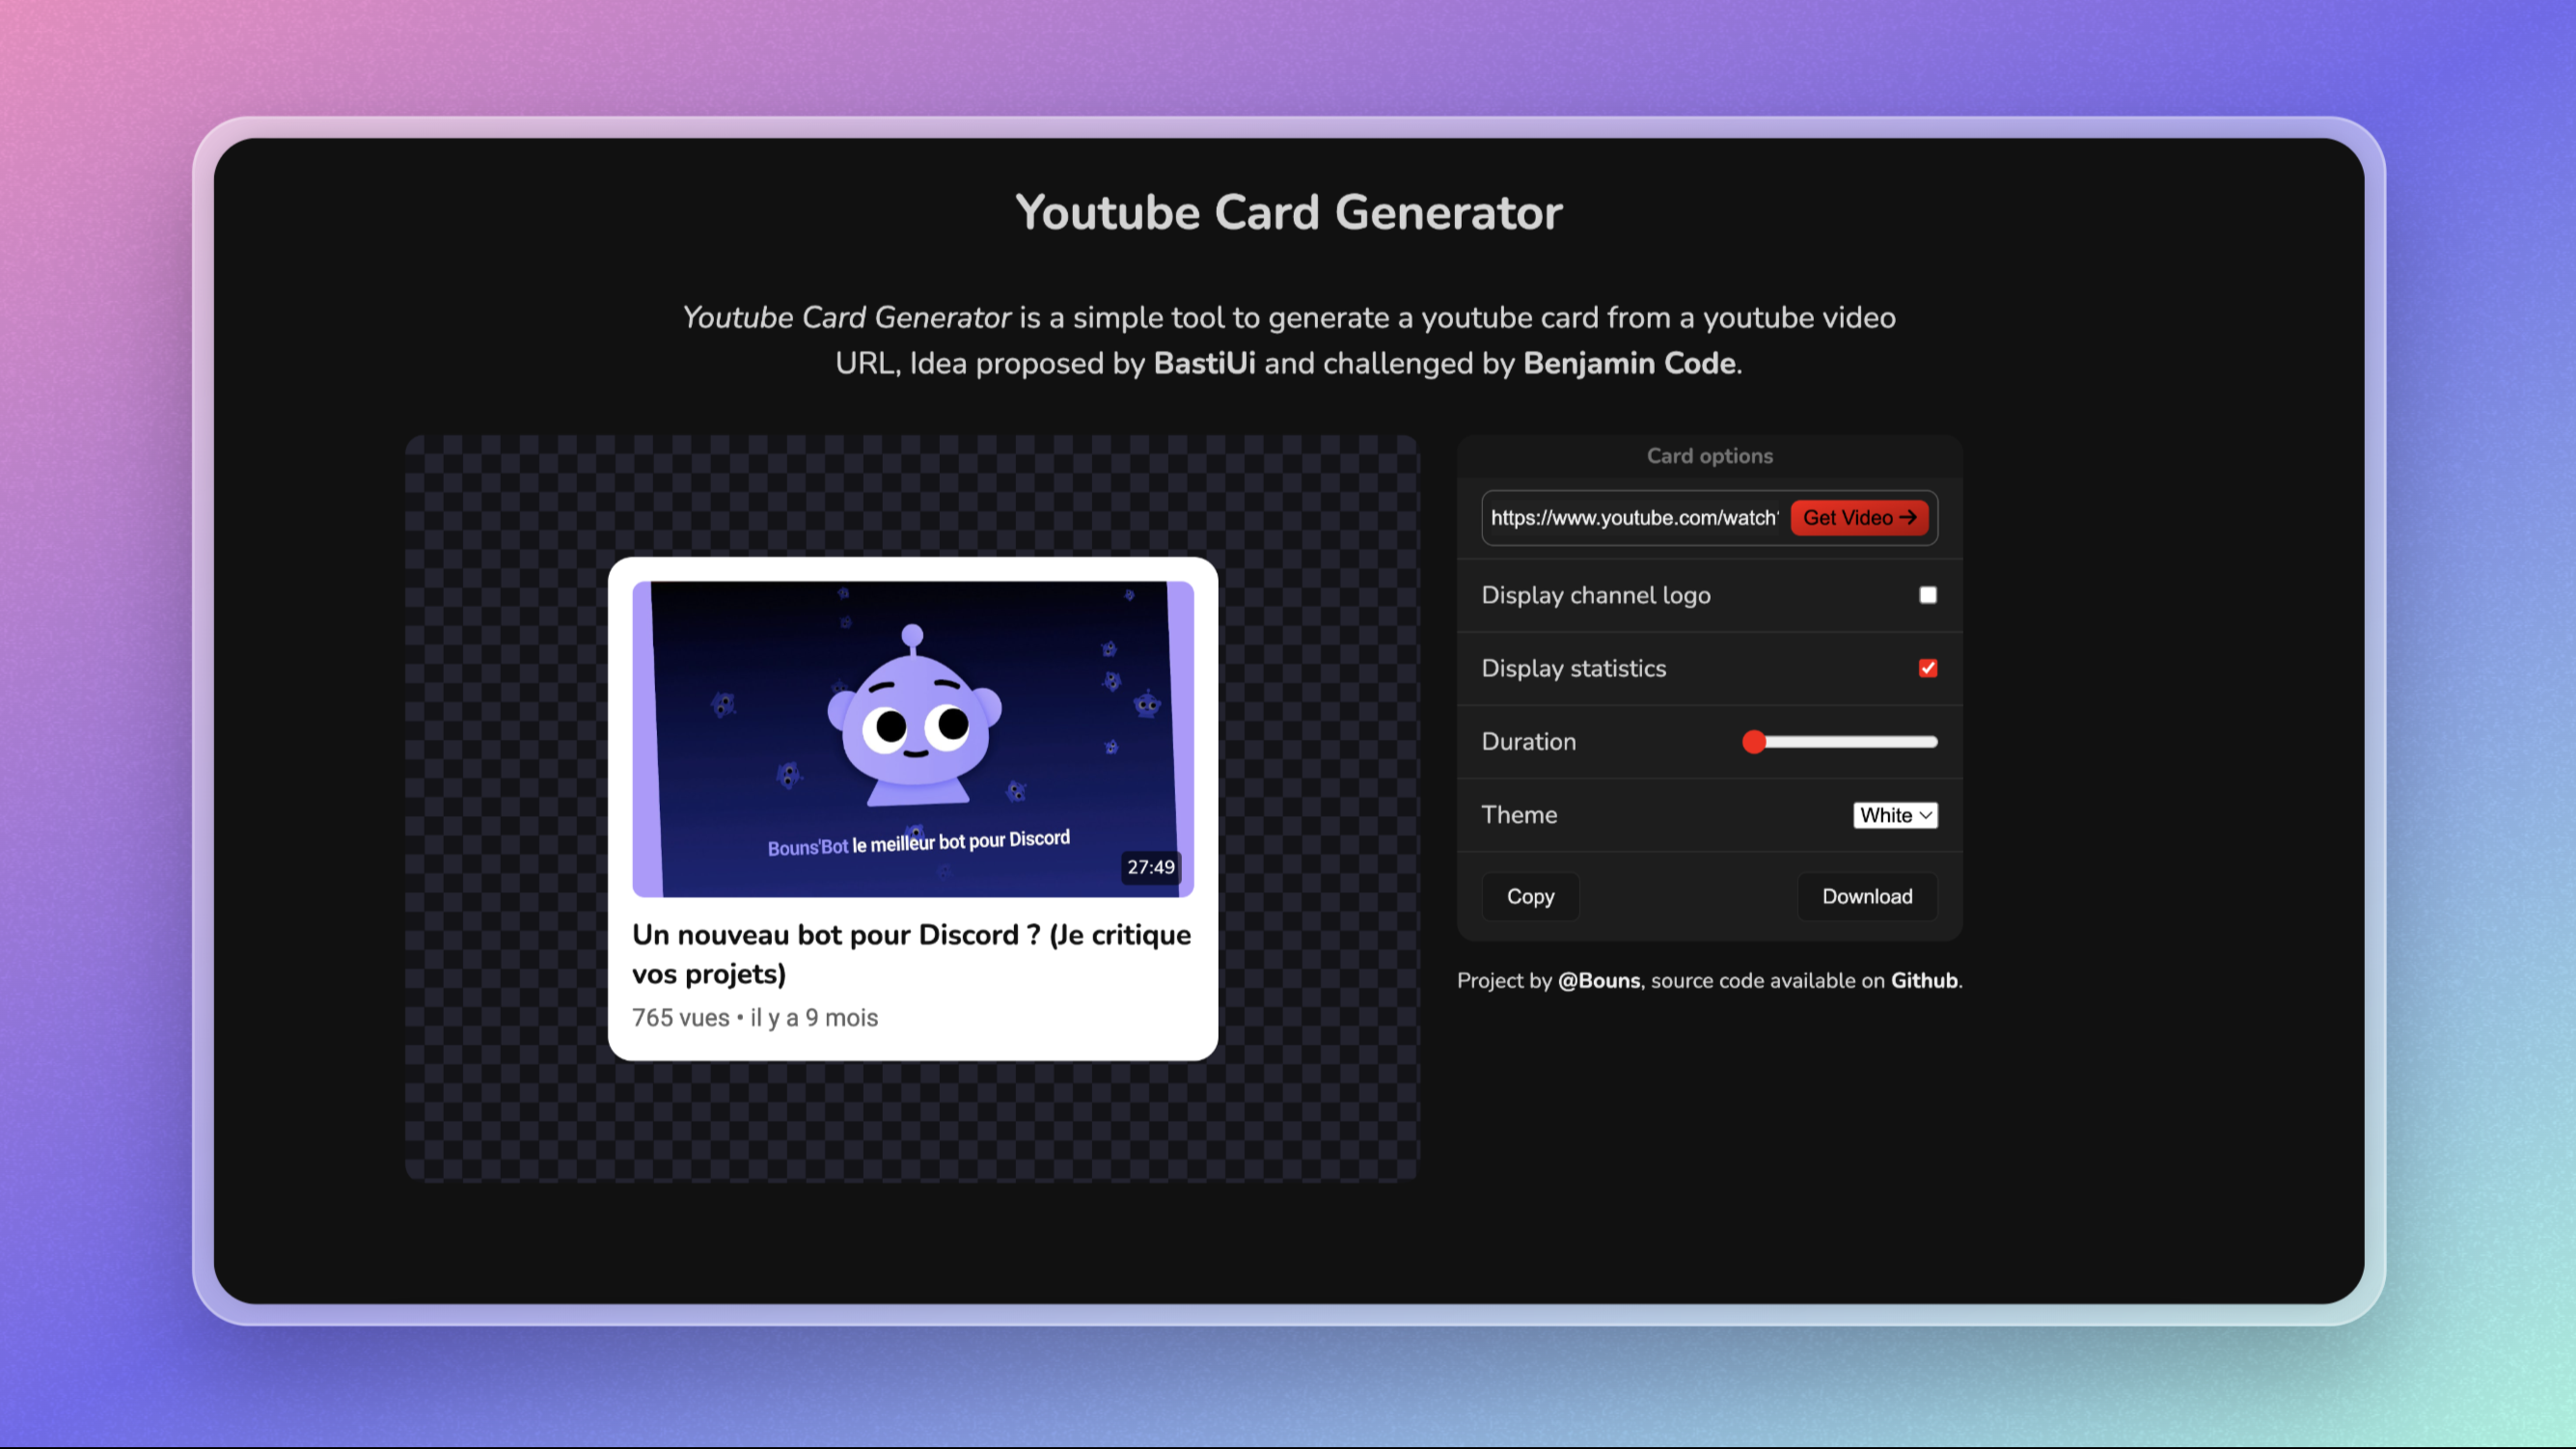 Youtube Card Generator
Youtube Card Generator is a simple tool to generate a youtube card from a youtube video
URL, Idea proposed by BastiUi and challenged by Benjamin Code.
Bouns'Bot le meilleur bot pour Discord
27:49
Un nouveau bot pour Discord ? (Je critique
vos projets)
765 vues • il y a 9 mois
Card options
https://www.youtube.com/watch
Get Video →
Display channel logo
Display statistics
Duration
Theme
White
Copy
Download
Project by @Bouns, source code available on Github.